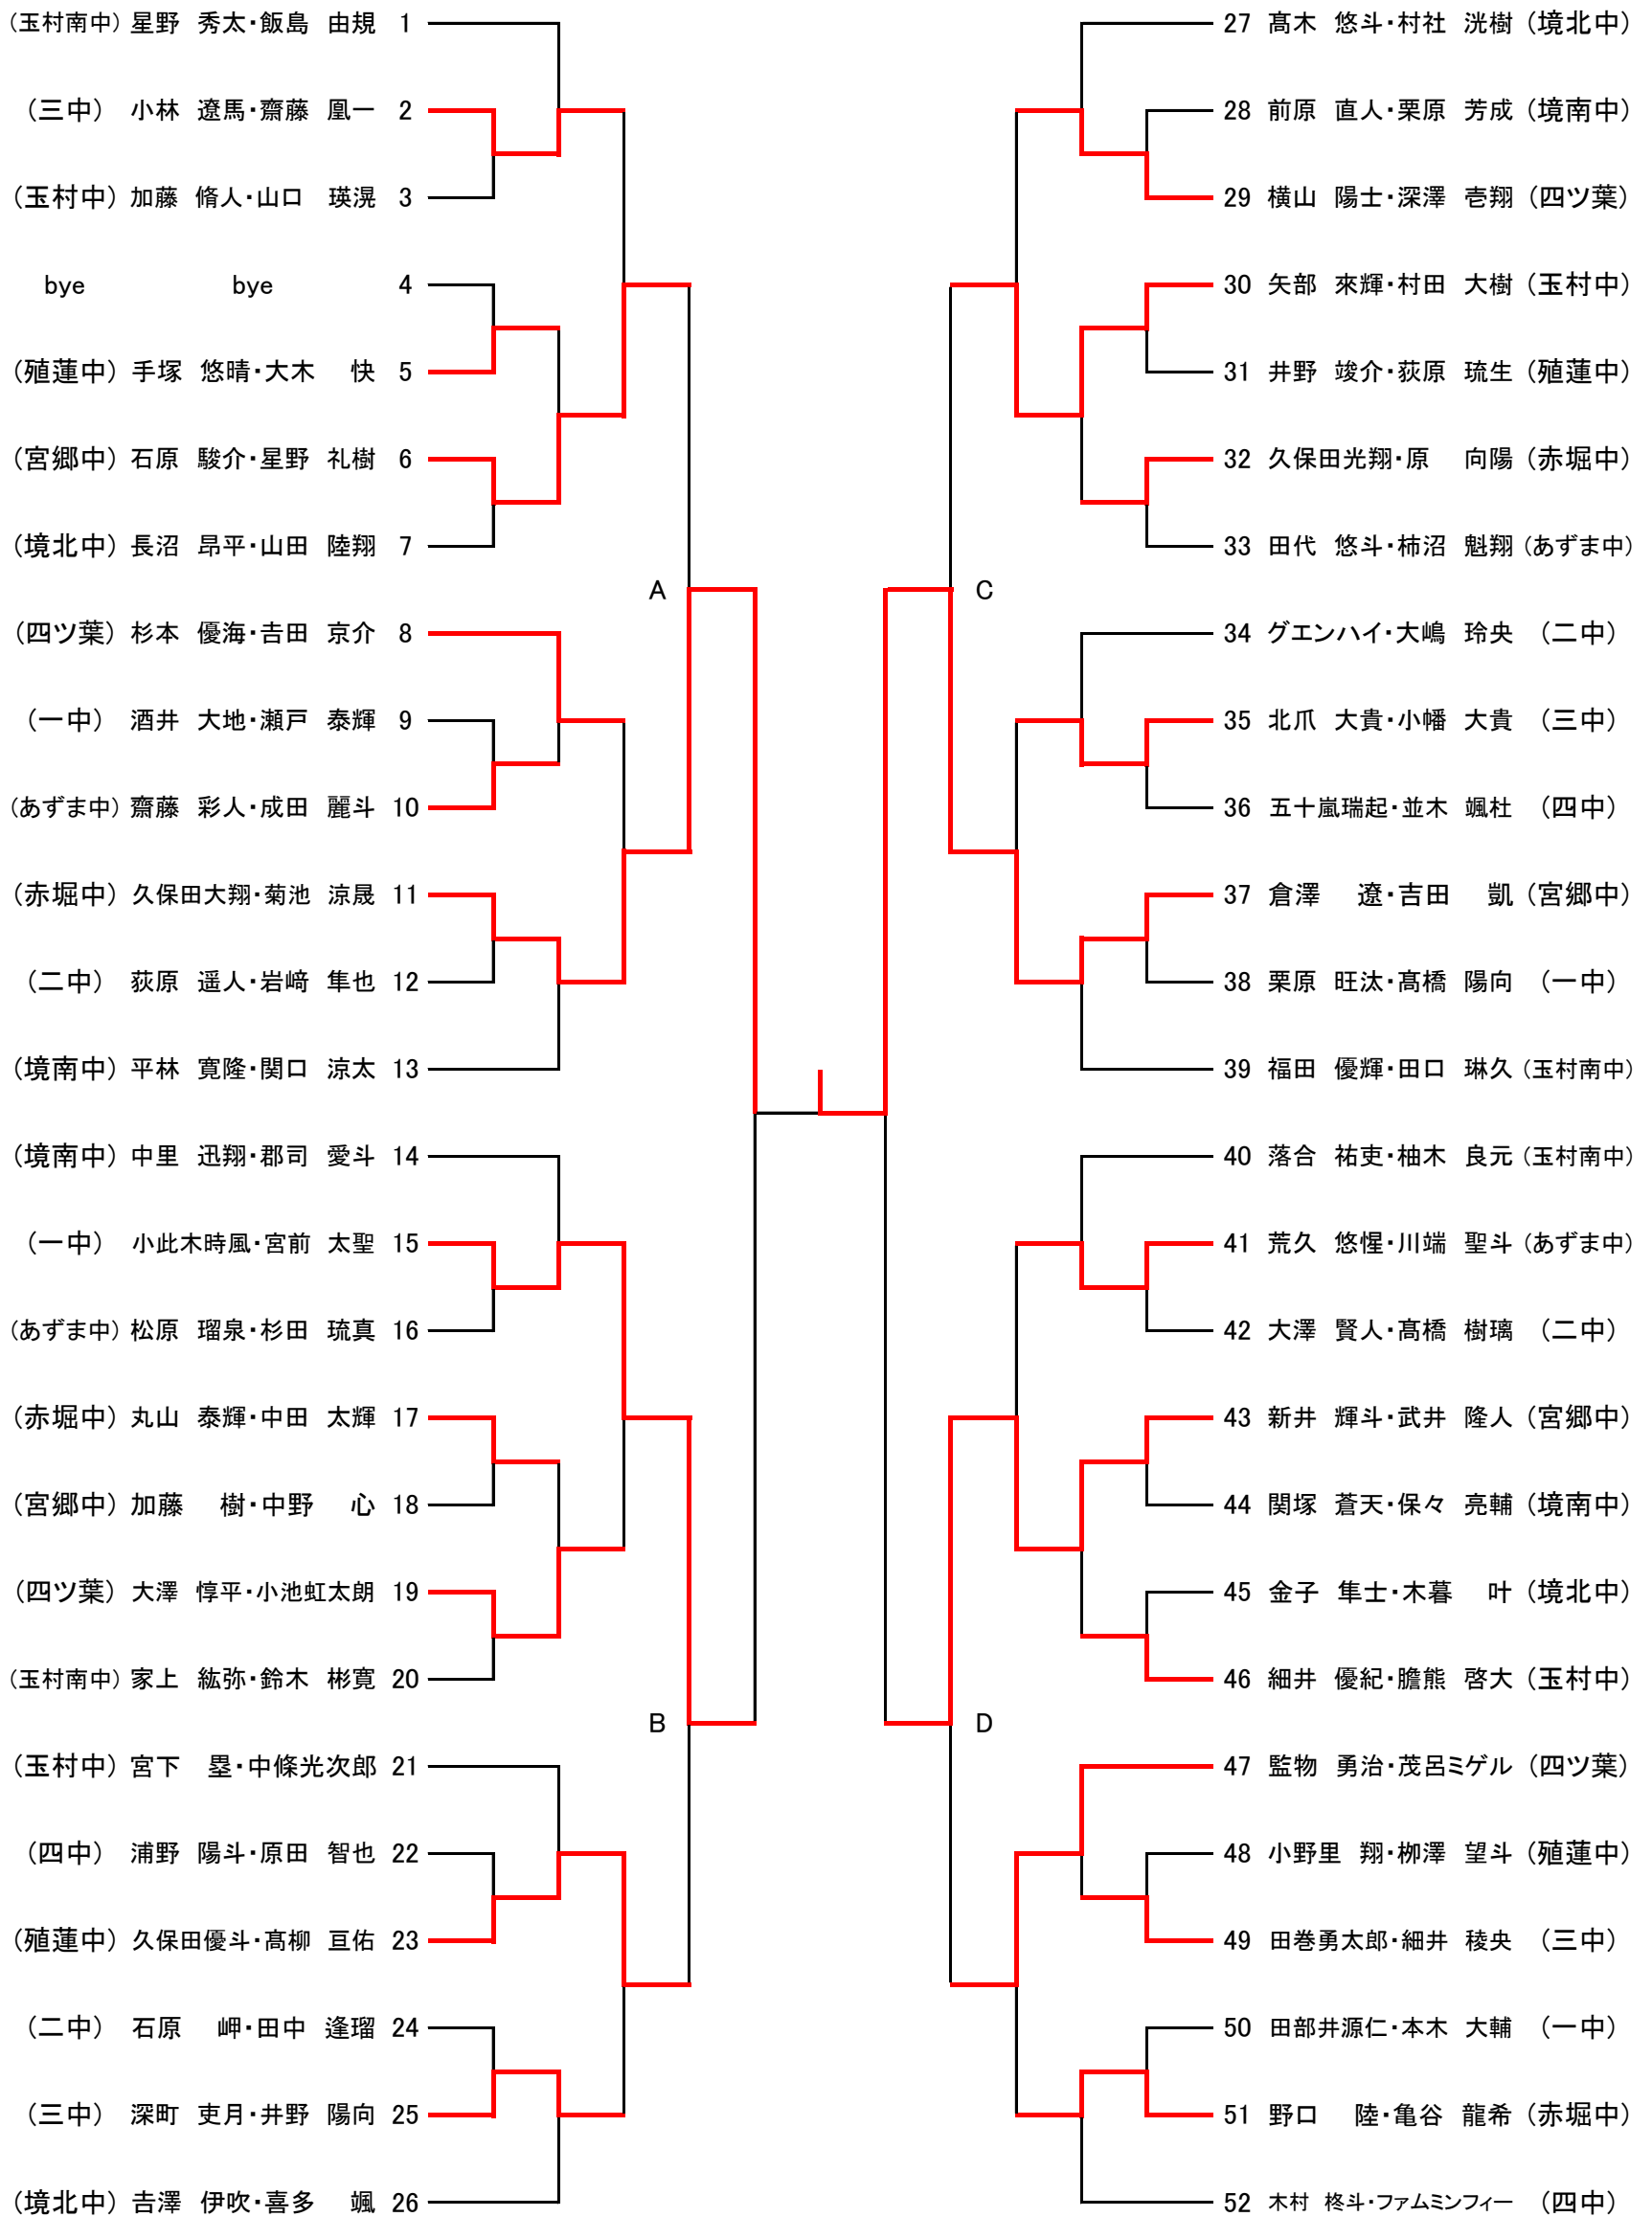 (玉村南中) 星野 秀太・飯島 由規 1
(三中) 小林 遼馬・齋藤 凰一 2
(玉村中) 加藤 脩人・山口 瑛滉 3
bye bye 4
(殖蓮中) 手塚 悠晴・大木 快 5
(宮郷中) 石原 駿介・星野 礼樹 6
(境北中) 長沼 昂平・山田 陸翔 7
A
(四ツ葉) 杉本 優海・吉田 京介 8
(一中) 酒井 大地・瀬戸 泰輝 9
(あずま中) 齋藤 彩人・成田 麗斗 10
(赤堀中) 久保田大翔・菊池 涼晟 11
(二中) 荻原 遥人・岩﨑 隼也 12
(境南中) 平林 寛隆・関口 涼太 13
(境南中) 中里 迅翔・郡司 愛斗 14
(一中) 小此木時風・宮前 太聖 15
(あずま中) 松原 瑠泉・杉田 琉真 16
(赤堀中) 丸山 泰輝・中田 太輝 17
(宮郷中) 加藤 樹・中野 心 18
(四ツ葉) 大澤 惇平・小池虹太朗 19
(玉村南中) 家上 紘弥・鈴木 彬寛 20
B
(玉村中) 宮下 塁・中條光次郎 21
(四中) 浦野 陽斗・原田 智也 22
(殖蓮中) 久保田優斗・髙柳 亘佑 23
(二中) 石原 岬・田中 逢瑠 24
(三中) 深町 吏月・井野 陽向 25
(境北中) 吉澤 伊吹・喜多 颯 26
27 髙木 悠斗・村社 洸樹 (境北中)
28 前原 直人・栗原 芳成 (境南中)
29 横山 陽士・深澤 壱翔 (四ツ葉)
30 矢部 來輝・村田 大樹 (玉村中)
31 井野 竣介・荻原 琉生 (殖蓮中)
32 久保田光翔・原 向陽 (赤堀中)
33 田代 悠斗・柿沼 魁翔 (あずま中)
C
34 グエンハイ・大嶋 玲央 (二中)
35 北爪 大貴・小幡 大貴 (三中)
36 五十嵐瑞起・並木 颯杜 (四中)
37 倉澤 遼・吉田 凱 (宮郷中)
38 栗原 旺汰・髙橋 陽向 (一中)
39 福田 優輝・田口 琳久 (玉村南中)
40 落合 祐吏・柚木 良元 (玉村南中)
41 荒久 悠惺・川端 聖斗 (あずま中)
42 大澤 賢人・髙橋 樹璃 (二中)
43 新井 輝斗・武井 隆人 (宮郷中)
44 関塚 蒼天・保々 亮輔 (境南中)
45 金子 隼士・木暮 叶 (境北中)
46 細井 優紀・膽熊 啓大 (玉村中)
D
47 監物 勇治・茂呂ミゲル (四ツ葉)
48 小野里 翔・栁澤 望斗 (殖蓮中)
49 田巻勇太郎・細井 稜央 (三中)
50 田部井源仁・本木 大輔 (一中)
51 野口 陸・亀谷 龍希 (赤堀中)
52 木村 柊斗・ファムミンフィー (四中)